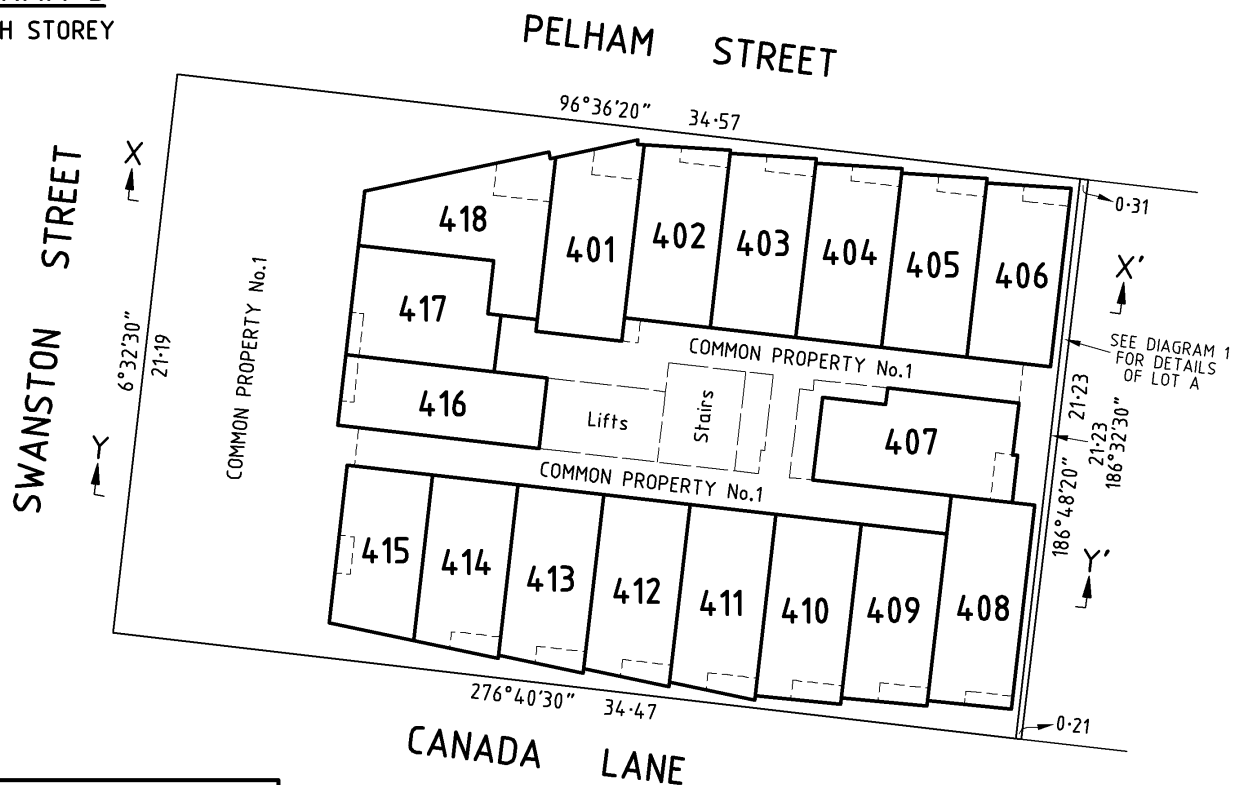 H STOREY
PELHAM STREET
SWANSTON STREET
X
96°36'20" 34·57
0·31
418
401
402
403
404
405
406
X'
417
COMMON PROPERTY No.1
6°32'30"
21·19
COMMON PROPERTY No.1
SEE DIAGRAM 1
FOR DETAILS
OF LOT A
416
Lifts
Stairs
407
21·23
21·23
186°32'30"
186°48'20"
Y
COMMON PROPERTY No.1
415
414
413
412
411
410
409
408
Y'
276°40'30" 34·47
0·21
CANADA LANE